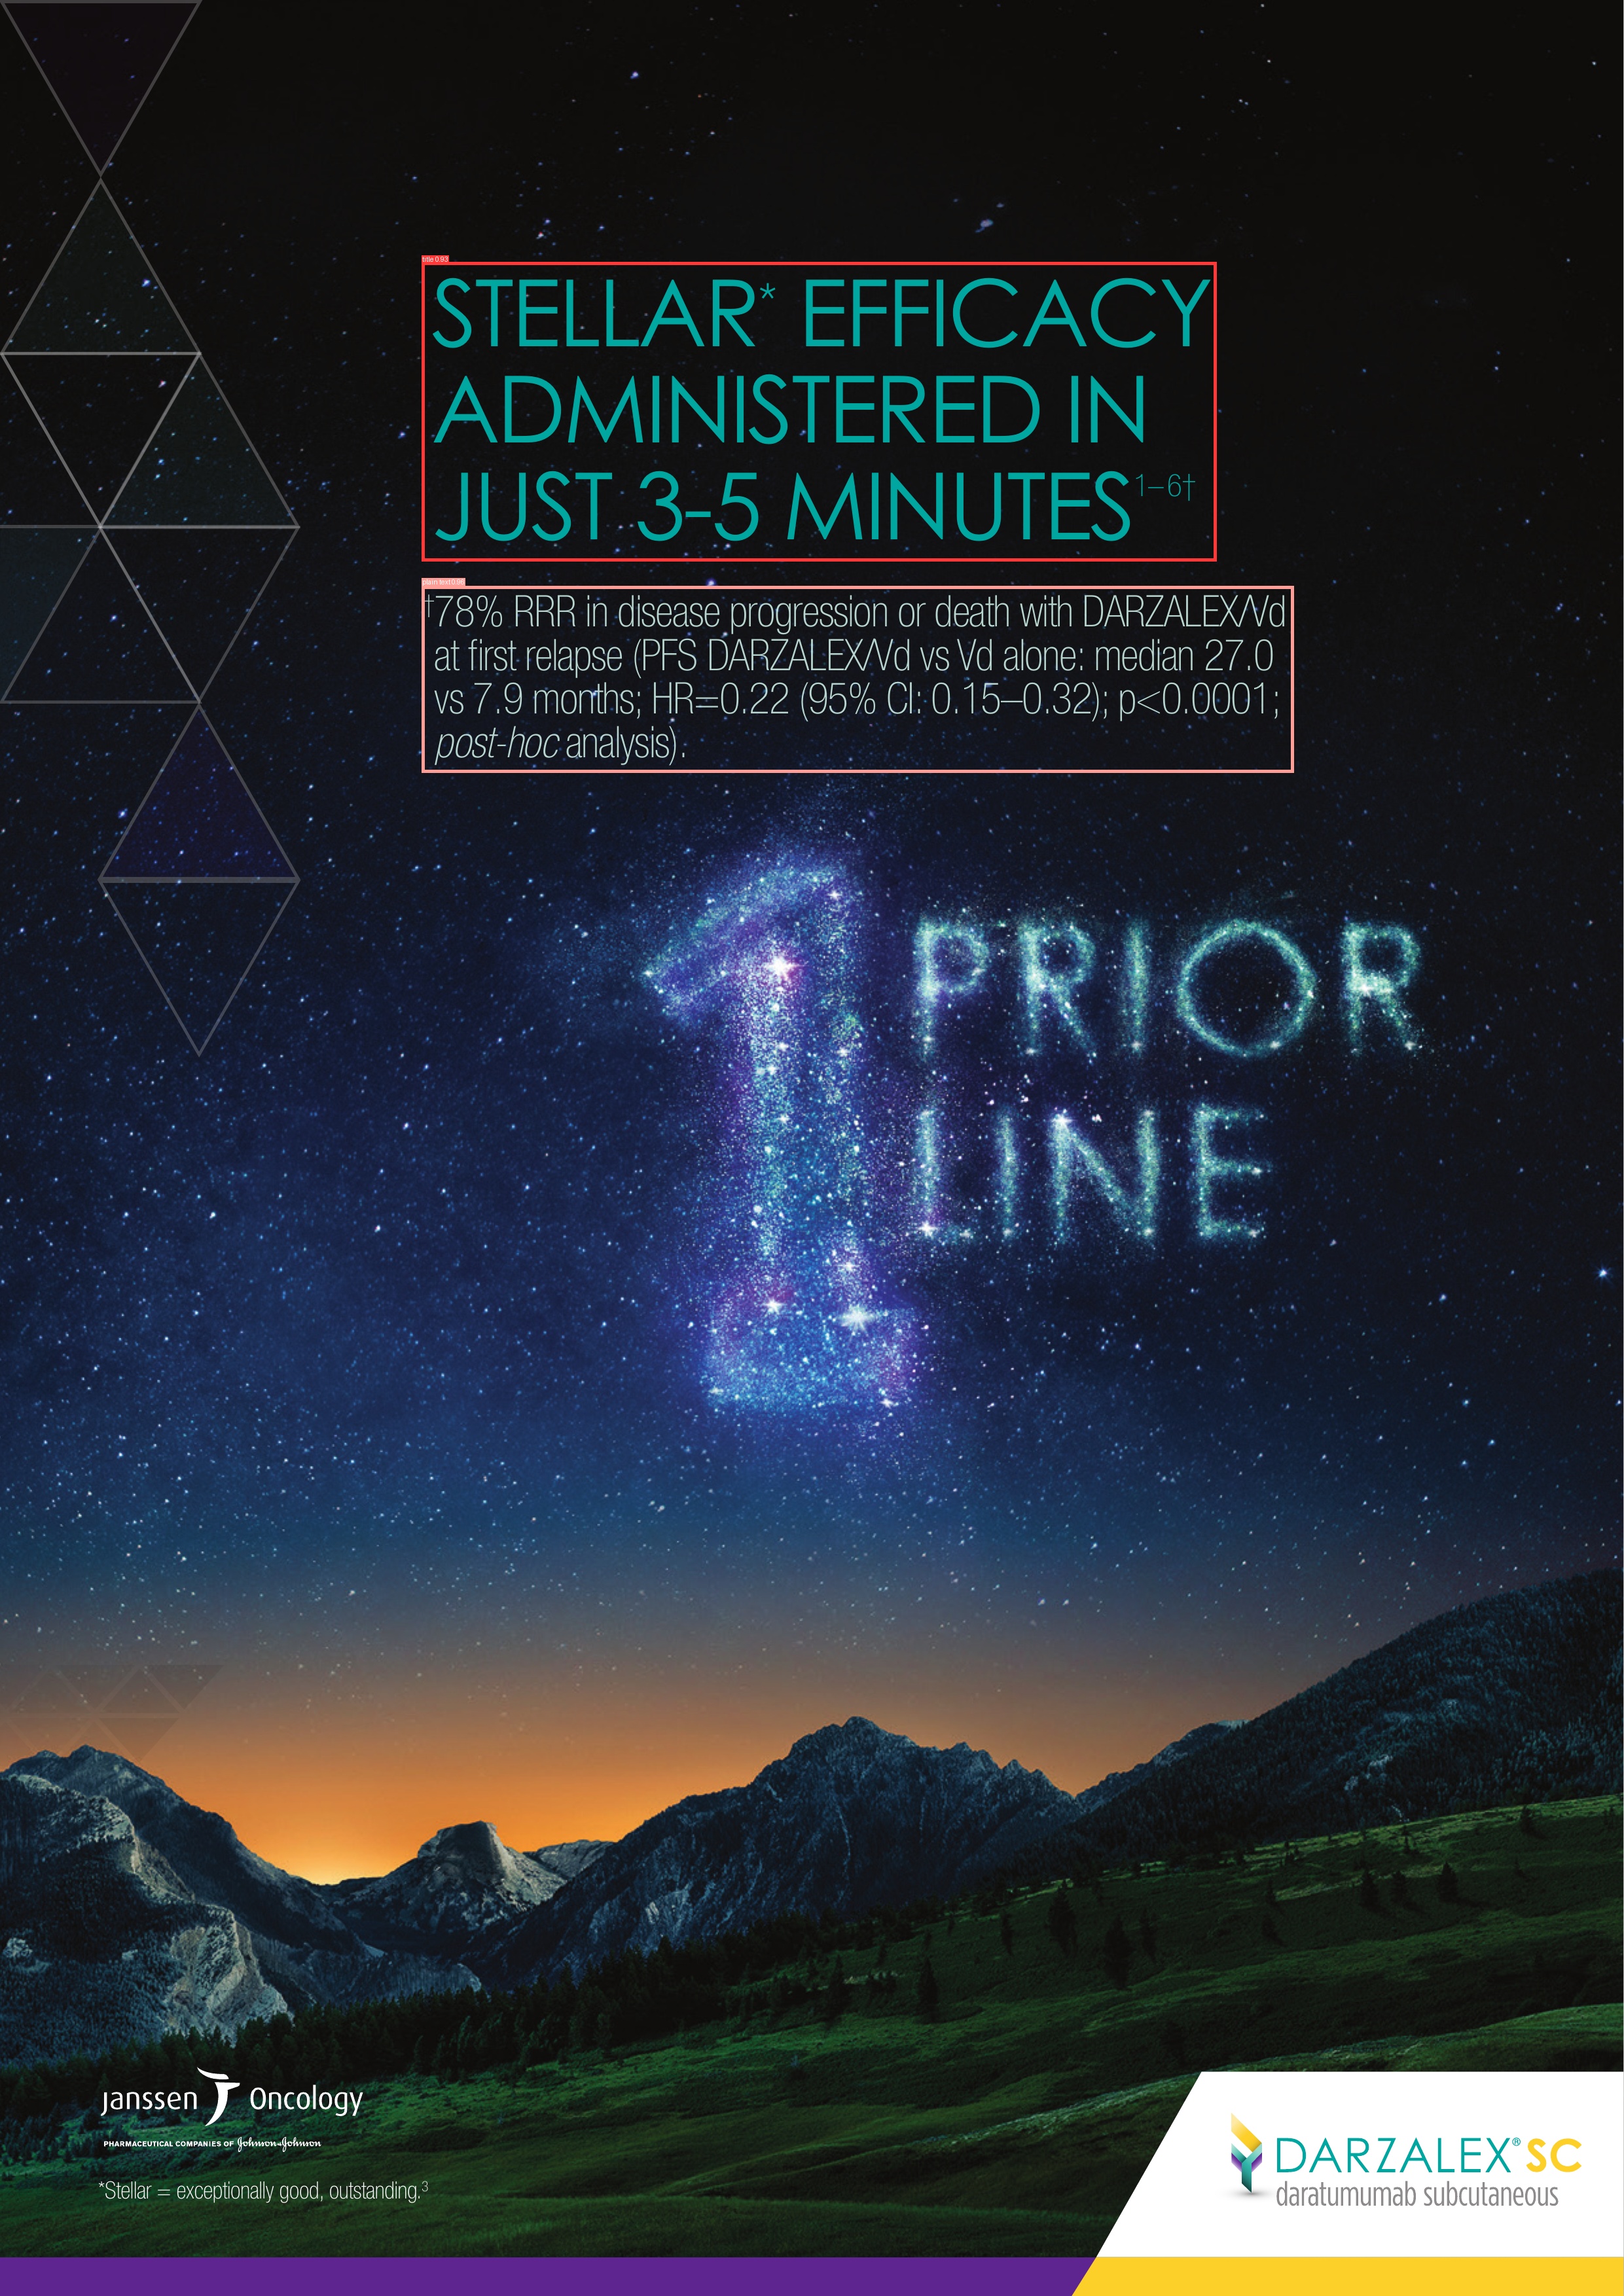 title 0.93
STELLAR* EFFICACY
ADMINISTERED IN
JUST 3-5 MINUTES1–6†
†78% RRR in disease progression or death with DARZALEX/Vd
at first relapse (PFS DARZALEX/Vd vs Vd alone: median 27.0
vs 7.9 months; HR=0.22 (95% CI: 0.15–0.32); p<0.0001;
post-hoc analysis).
1 PRIOR
LINE
janssen Oncology
PHARMACEUTICAL COMPANIES OF Johnson&Johnson
*Stellar = exceptionally good, outstanding.3
DARZALEX® SC
daratumumab subcutaneous